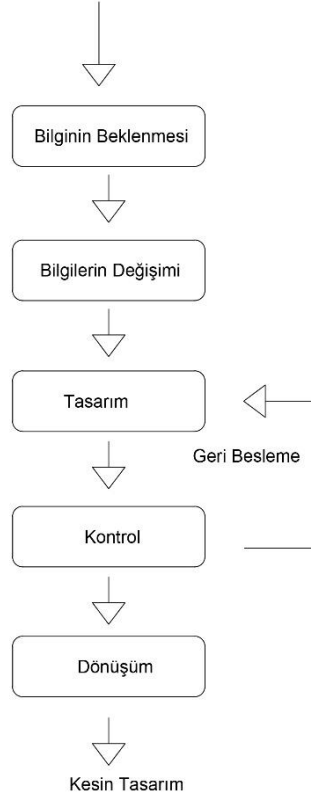 Bilginin Beklenmesi
Bilgilerin Değişimi
Tasarım
Geri Besleme
Kontrol
Dönüşüm
Kesin Tasarım